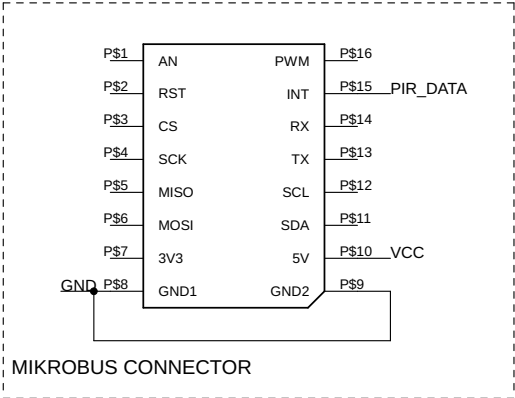 P$1 AN PWM P$16
P$2 RST INT P$15 PIR_DATA
P$3 CS RX P$14
P$4 SCK TX P$13
P$5 MISO SCL P$12
P$6 MOSI SDA P$11
P$7 3V3 5V P$10 VCC
GND P$8 GND1 GND2 P$9
MIKROBUS CONNECTOR